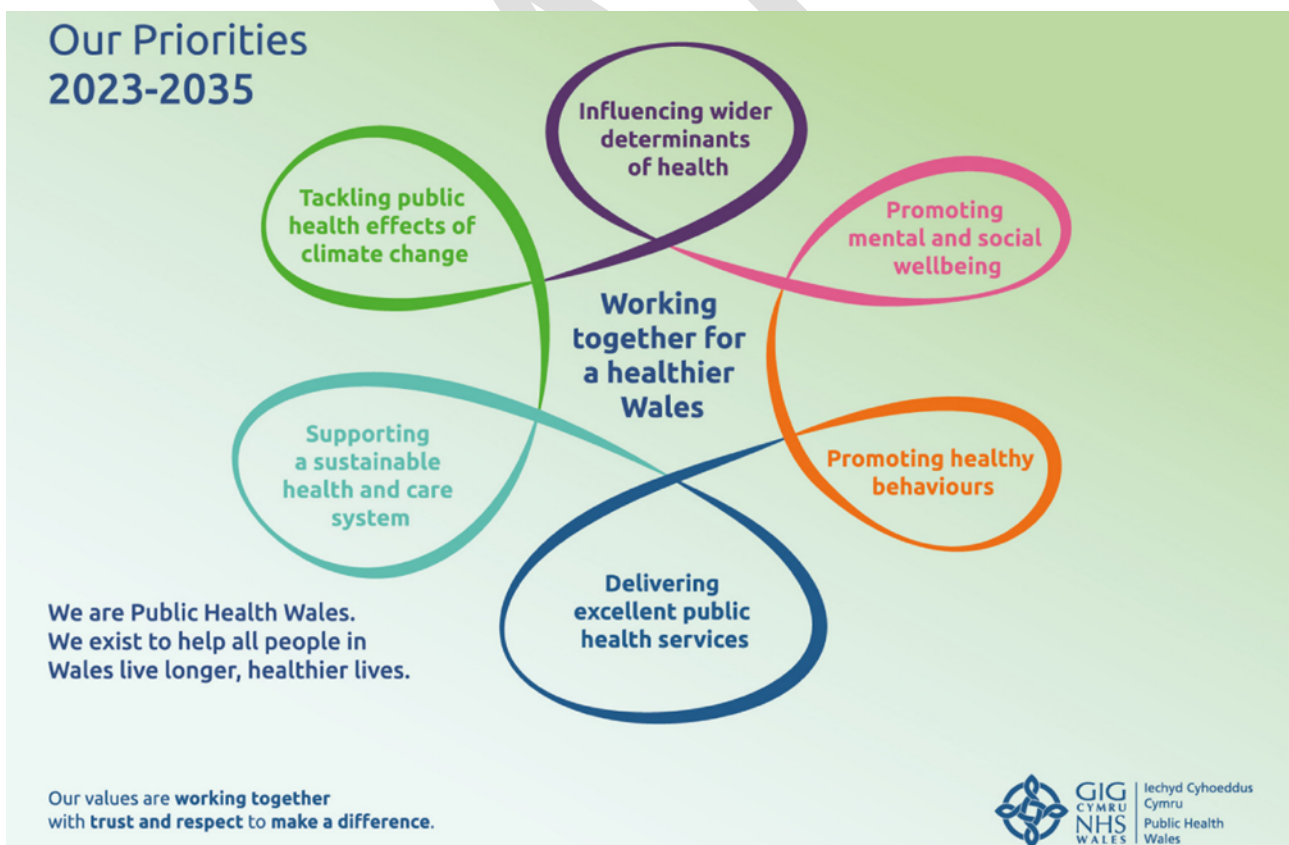 Our Priorities
2023-2035
Influencing wider
determinants
of health
Tackling public
health effects of
climate change
Promoting
mental and social
wellbeing
Working
together for
a healthier
Wales
Supporting
a sustainable
health and care
system
Promoting healthy
behaviours
Delivering
excellent public
health services
We are Public Health Wales.
We exist to help all people in
Wales live longer, healthier lives.
Our values are working together
with trust and respect to make a difference.
GIG
CYMRU
NHS
WALES
Iechyd Cyhoeddus
Cymru
Public Health
Wales